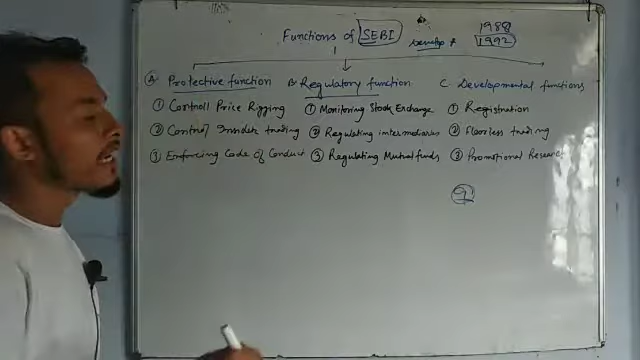 1988
Functions of SEBI
Develop &
1992
A Protective function
B. Regulatory function
C. Developmental functions
① Controll Price Rigging
① Monitoring Stock Exchange
① Registration
② Control Insider trading
② Regulating intermediaries
② Floorless trading
③ Enforcing Code of Conduct
③ Regulating Mutual funds
③ Promotional Research
9